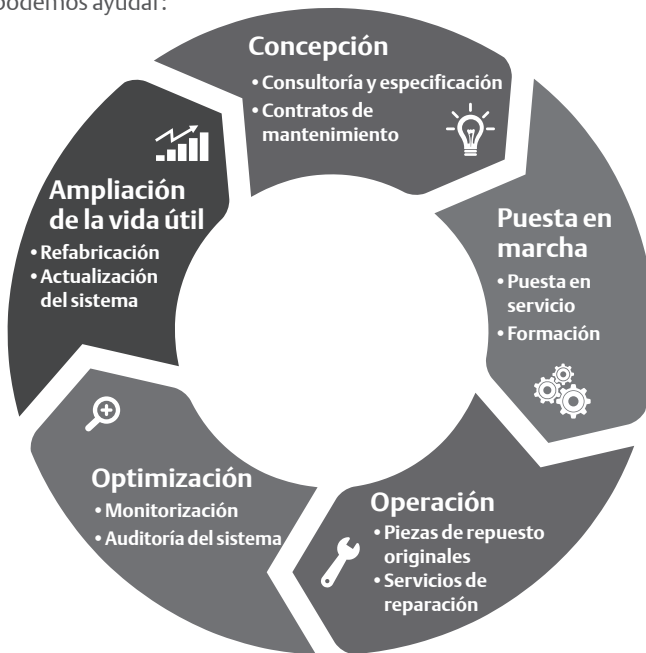 podemos ayudar:
Concepción
• Consultoría y especificación
• Contratos de
mantenimiento
Puesta en
marcha
• Puesta en
servicio
• Formación
Operación
• Piezas de repuesto
originales
• Servicios de
reparación
Optimización
• Monitorización
• Auditoría del sistema
Ampliación
de la vida útil
• Refabricación
• Actualización
del sistema